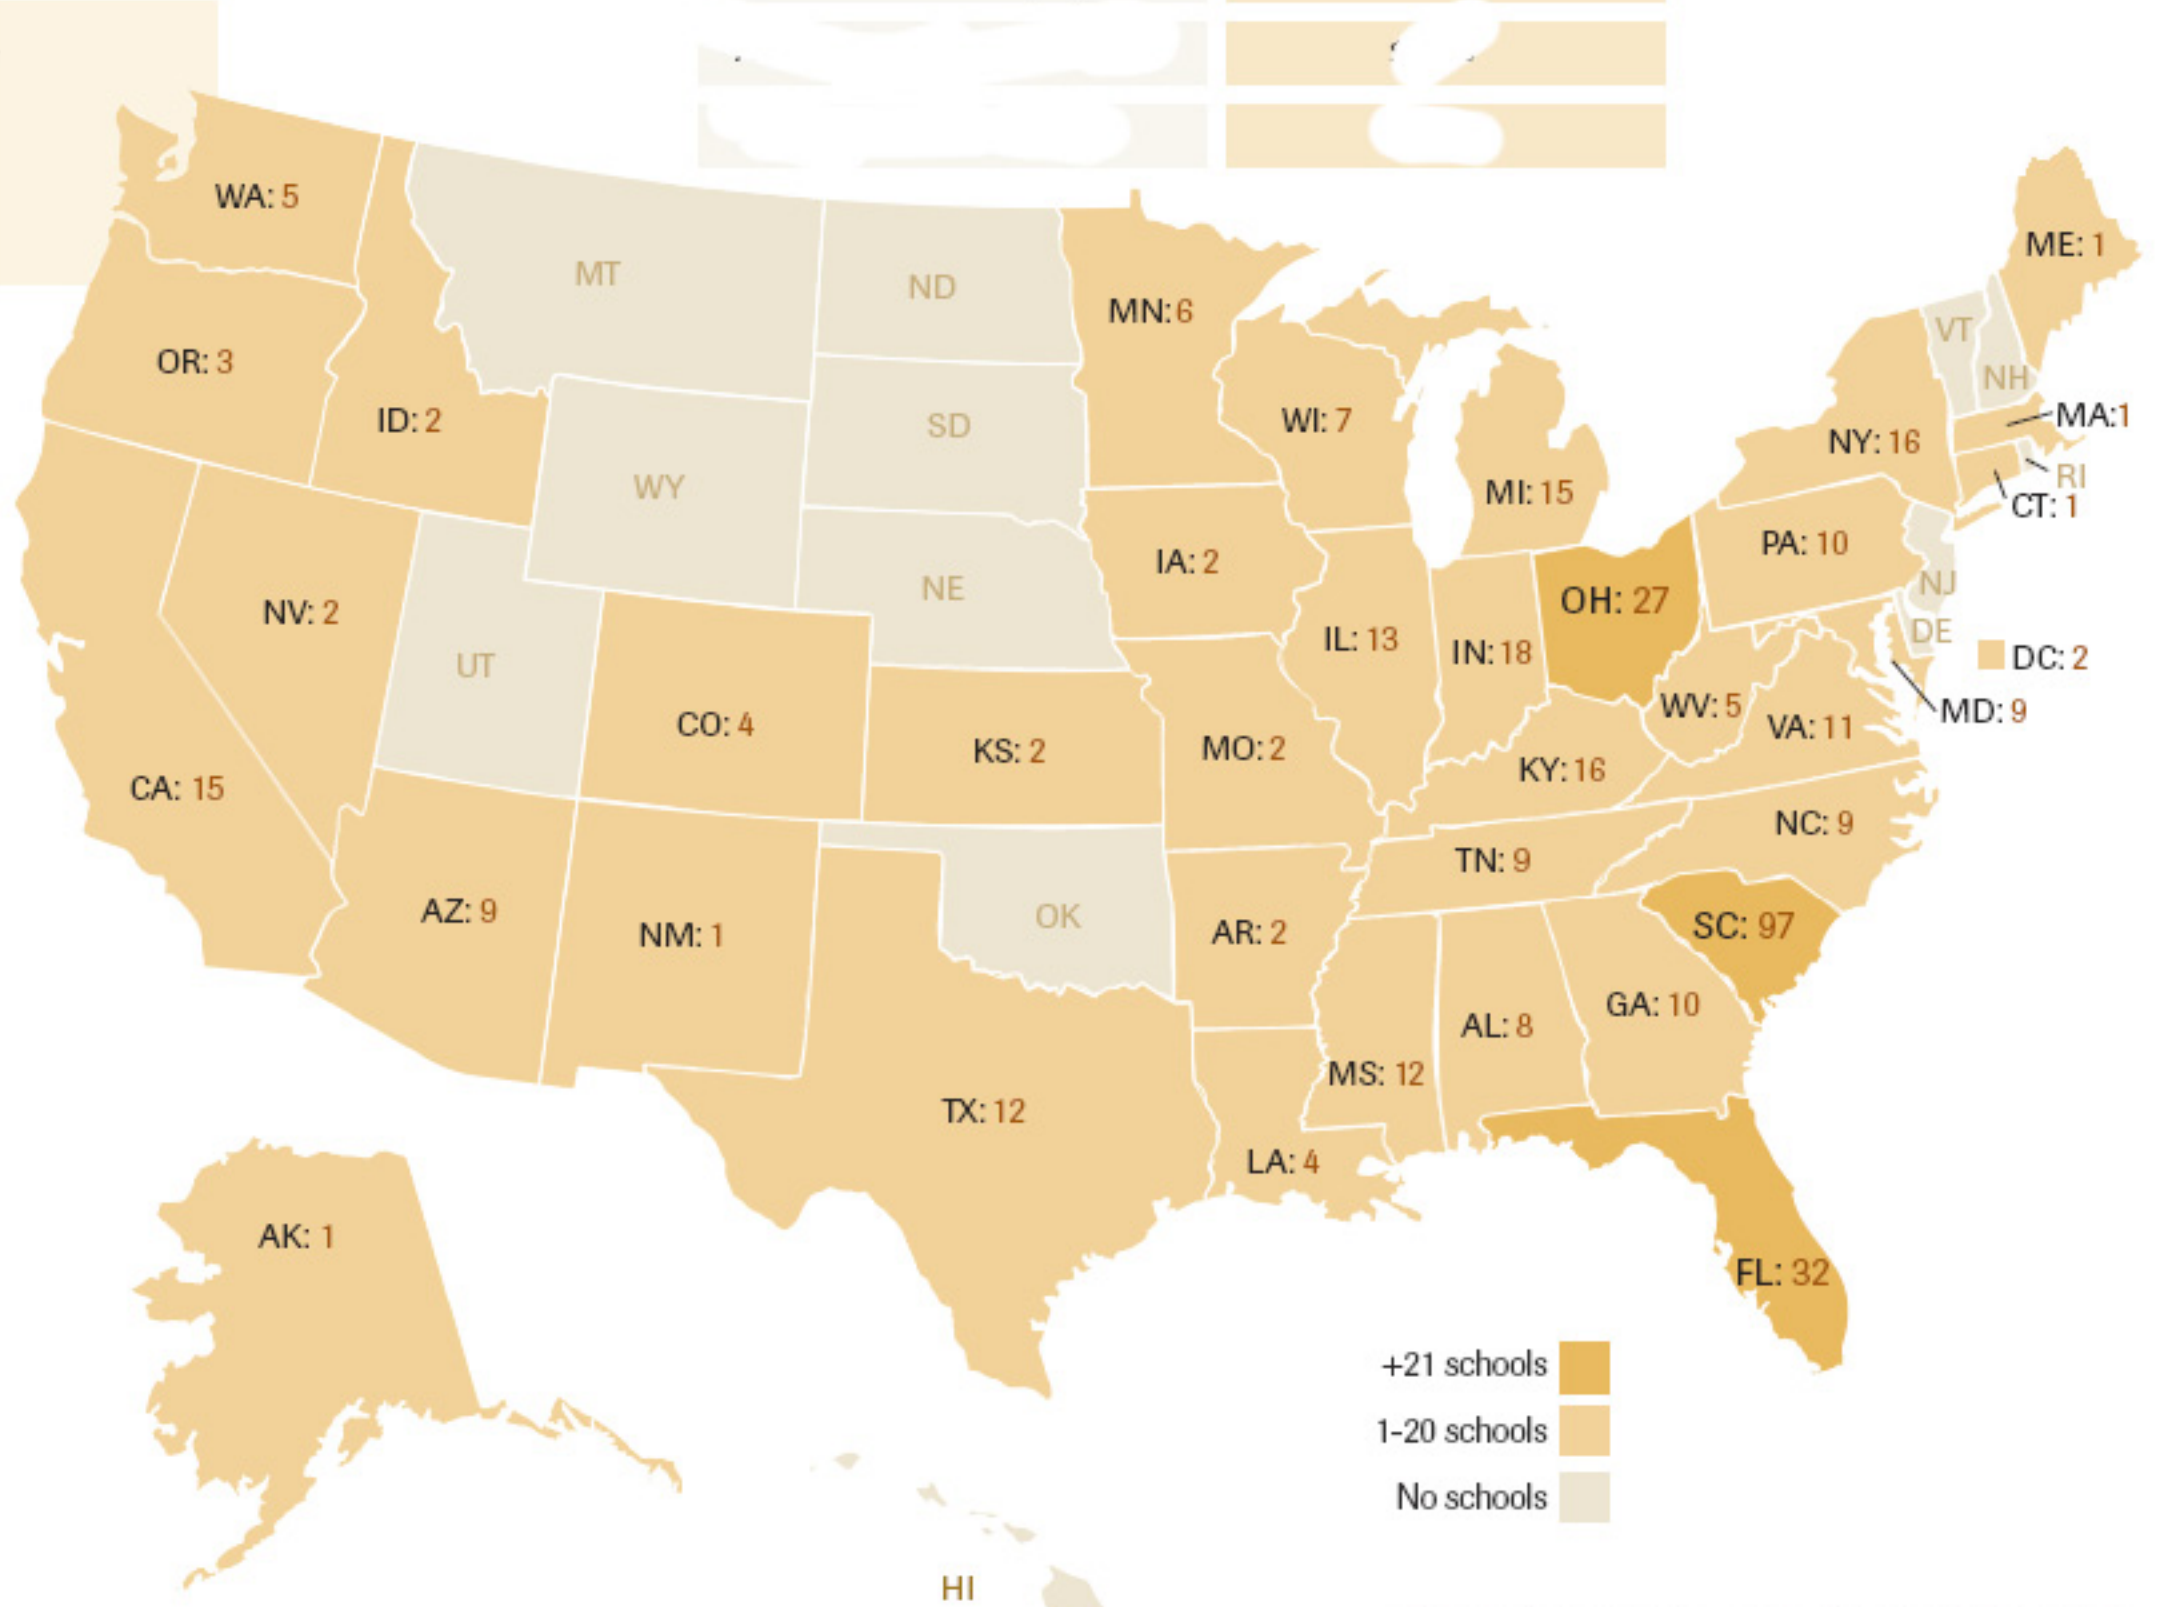 WA: 5
ME: 1
MT
ND
MN: 6
VT
OR: 3
NH
ID: 2
WI: 7
MA:1
SD
NY: 16
RI
WY
MI: 15
CT: 1
PA: 10
IA: 2
NJ
NE
OH: 27
NV: 2
DE
IL: 13
IN: 18
DC: 2
UT
WV: 5
MD: 9
CO: 4
VA: 11
KS: 2
MO: 2
KY: 16
CA: 15
NC: 9
TN: 9
AZ: 9
OK
SC: 97
NM: 1
AR: 2
GA: 10
AL: 8
MS: 12
TX: 12
LA: 4
AK: 1
FL: 32
+21 schools
1-20 schools
No schools
HI